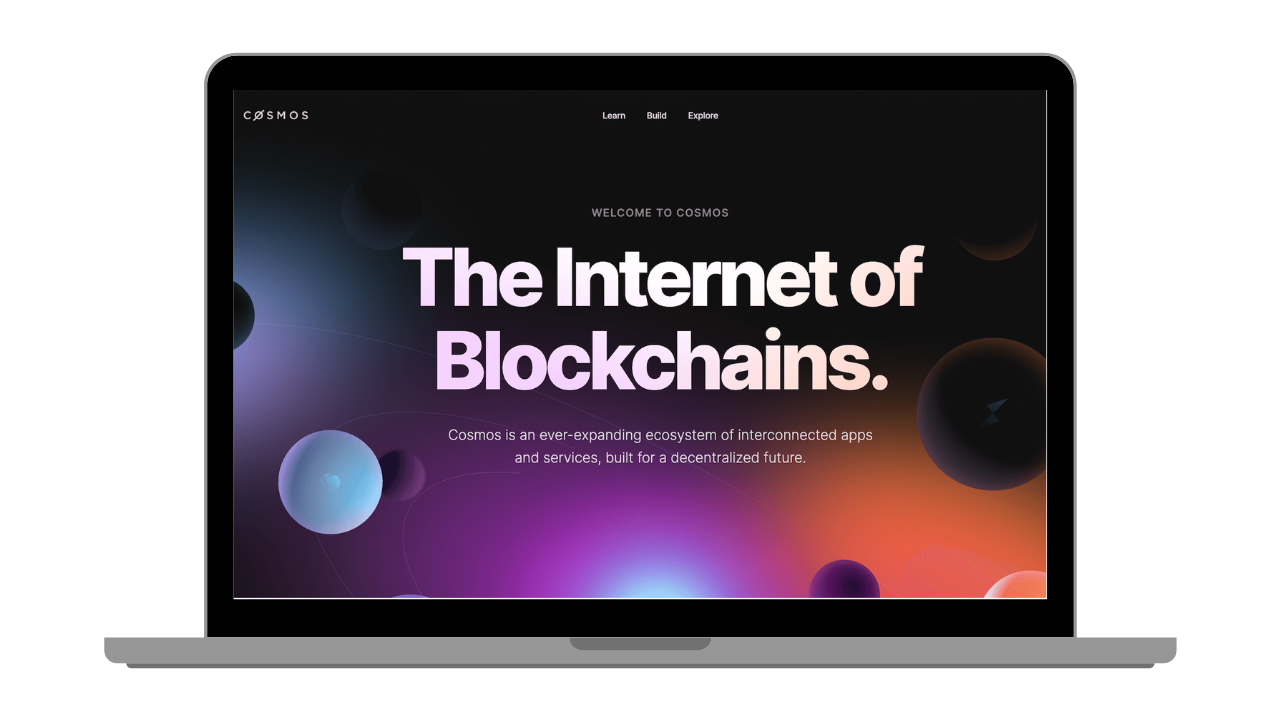 CØSMOS
Learn Build Explore
WELCOME TO COSMOS
The Internet of
Blockchains.
Cosmos is an ever-expanding ecosystem of interconnected apps
and services, built for a decentralized future.